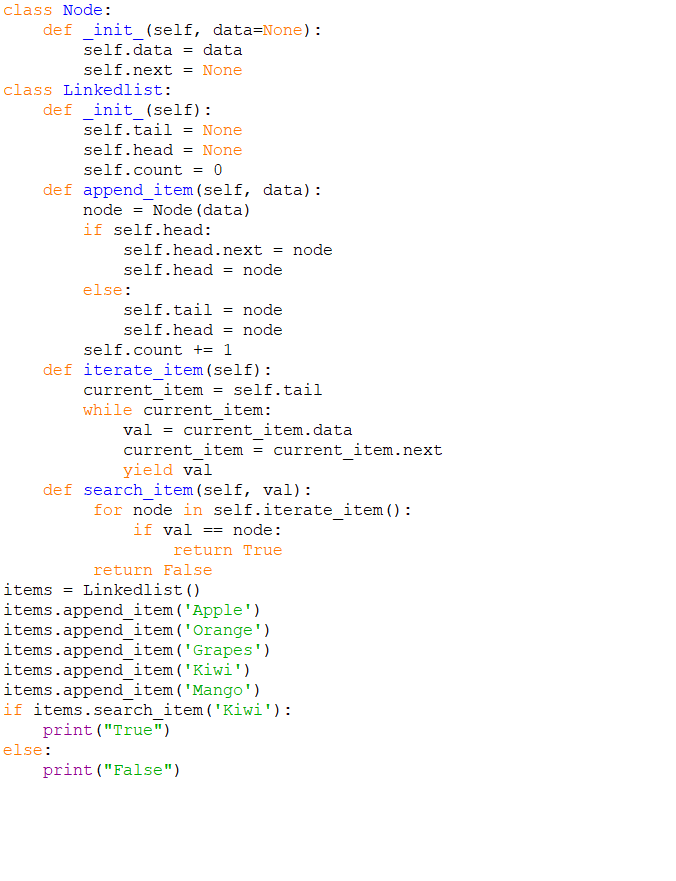 class Node:
    def _init_(self, data=None):
        self.data = data
        self.next = None
class Linkedlist:
    def _init_(self):
        self.tail = None
        self.head = None
        self.count = 0
    def append_item(self, data):
        node = Node(data)
        if self.head:
            self.head.next = node
            self.head = node
        else:
            self.tail = node
            self.head = node
        self.count += 1
    def iterate_item(self):
        current_item = self.tail
        while current_item:
            val = current_item.data
            current_item = current_item.next
            yield val
    def search_item(self, val):
         for node in self.iterate_item():
             if val == node:
                 return True
         return False
items = Linkedlist()
items.append_item('Apple')
items.append_item('Orange')
items.append_item('Grapes')
items.append_item('Kiwi')
items.append_item('Mango')
if items.search_item('Kiwi'):
    print("True")
else:
    print("False")